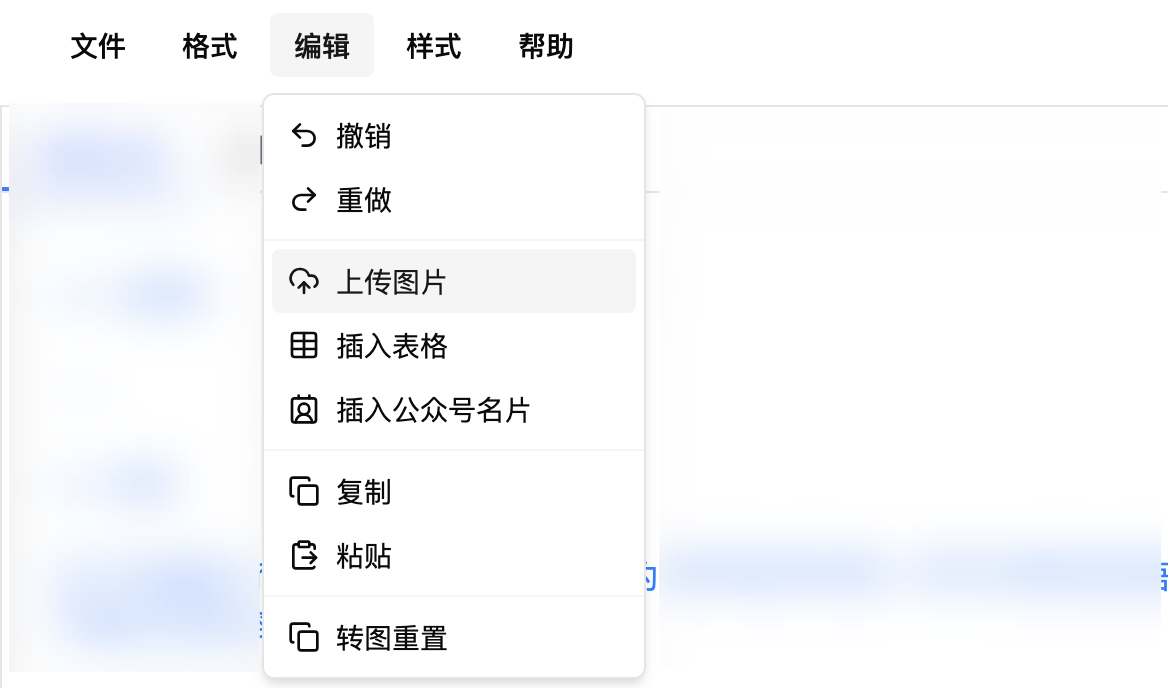 文件 格式 编辑 样式 帮助
撤销
重做
上传图片
插入表格
插入公众号名片
复制
粘贴
转图重置